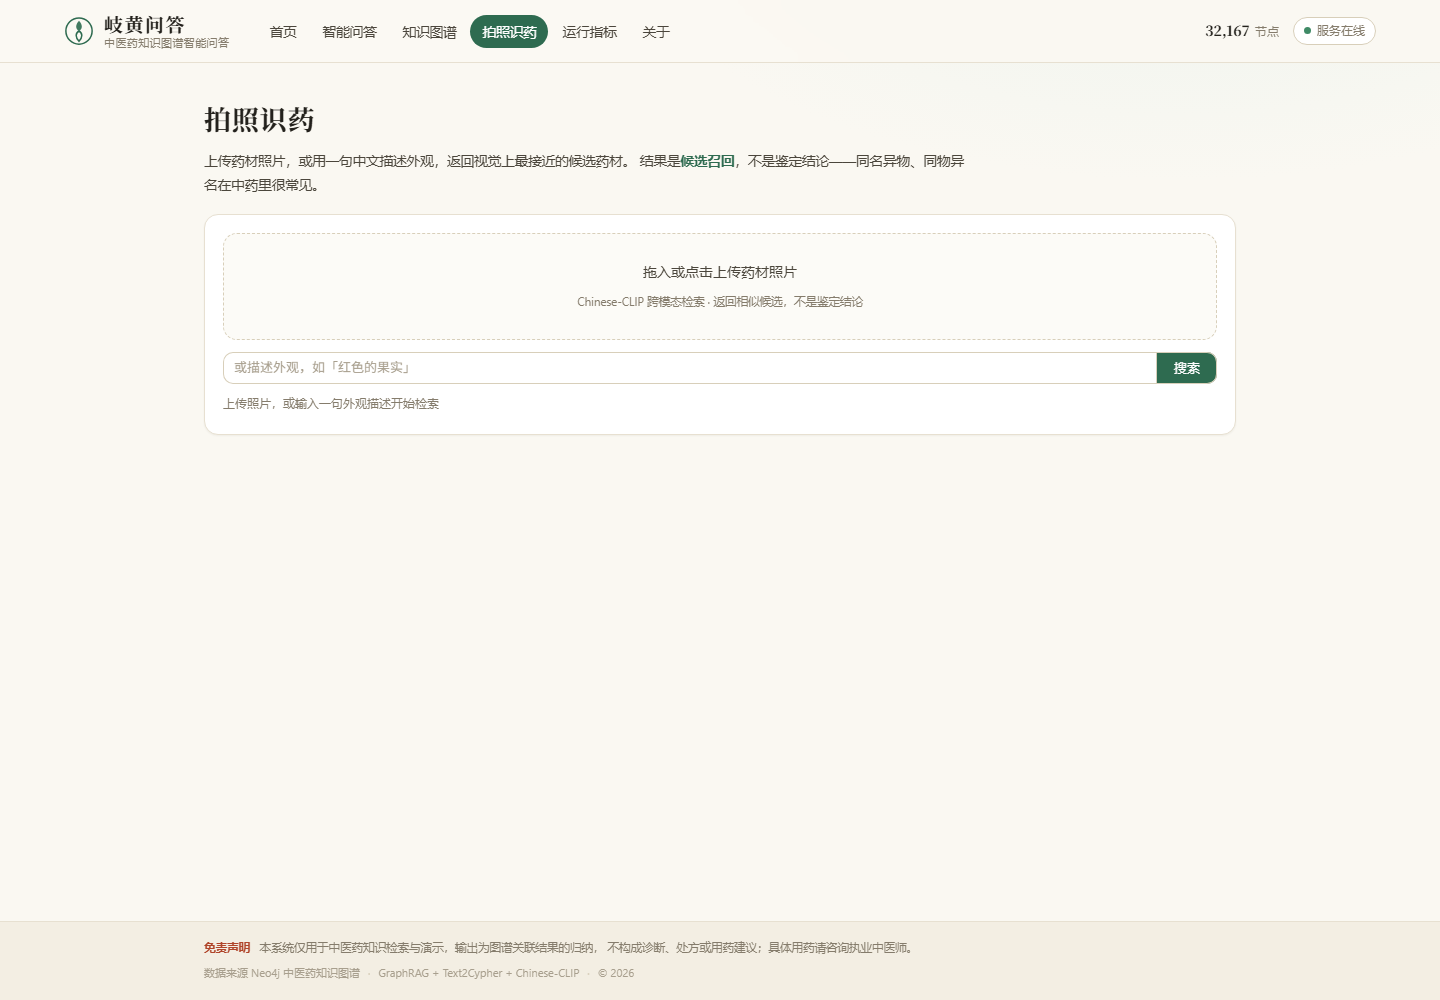 岐黄问答
中医药知识图谱智能问答
首页 智能问答 知识图谱 拍照识药 运行指标 关于
32,167 节点 服务在线
拍照识药
上传药材照片，或用一句中文描述外观，返回视觉上最接近的候选药材。 结果是候选召回，不是鉴定结论——同名异物、同物异
名在中药里很常见。
拖入或点击上传药材照片
Chinese-CLIP 跨模态检索 · 返回相似候选，不是鉴定结论
或描述外观，如「红色的果实」 搜索
上传照片，或输入一句外观描述开始检索
免责声明 本系统仅用于中医药知识检索与演示，输出为图谱关联结果的归纳， 不构成诊断、处方或用药建议；具体用药请咨询执业中医师。
数据来源 Neo4j 中医药知识图谱 · GraphRAG + Text2Cypher + Chinese-CLIP · © 2026